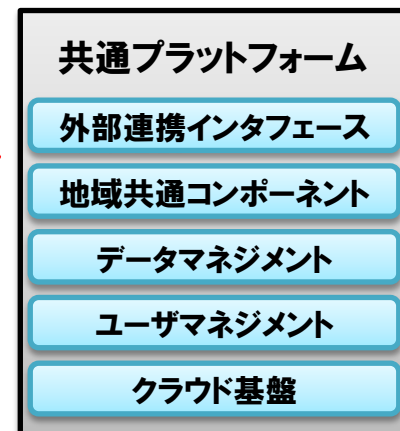 共通プラットフォーム
外部連携インタフェース
地域共通コンポーネント
データマネジメント
ユーザマネジメント
クラウド基盤